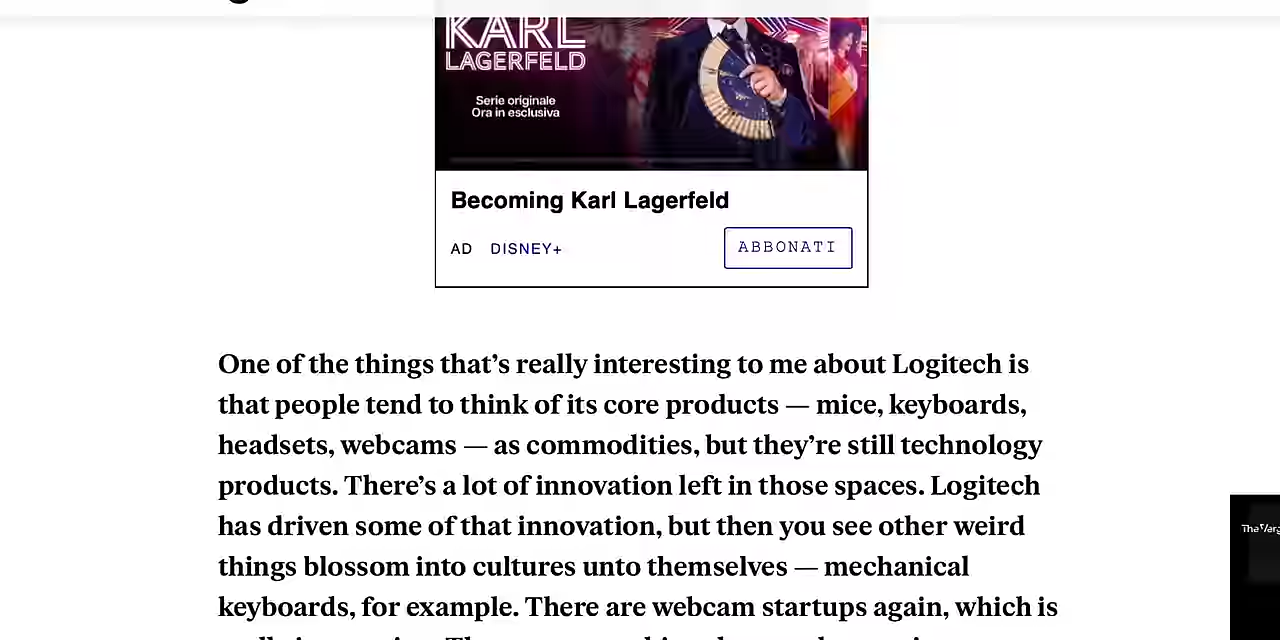 KARL
LAGERFELD
Serie originale
Ora in esclusiva
Becoming Karl Lagerfeld
AD DISNEY+
ABBONATI
One of the things that’s really interesting to me about Logitech is
that people tend to think of its core products — mice, keyboards,
headsets, webcams — as commodities, but they’re still technology
products. There’s a lot of innovation left in those spaces. Logitech
has driven some of that innovation, but then you see other weird
things blossom into cultures unto themselves — mechanical
keyboards, for example. There are webcam startups again, which is